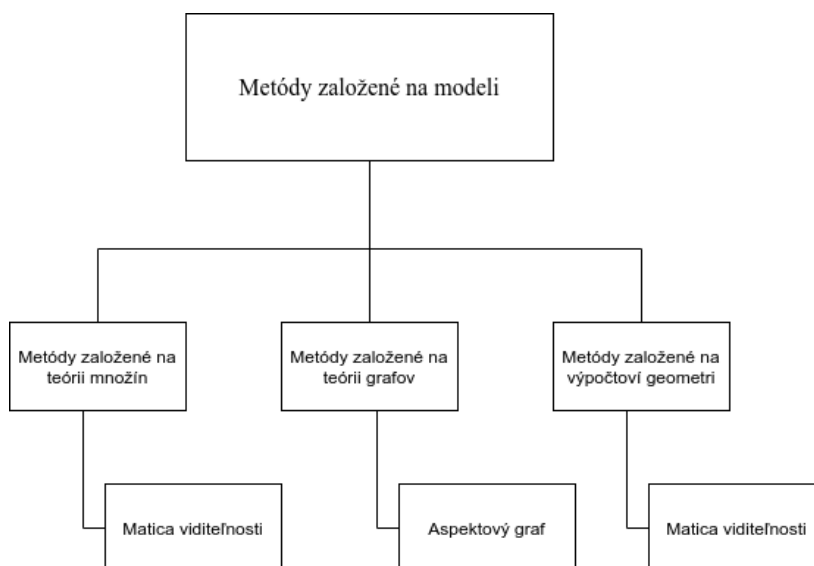 Metódy založené na modeli
Metódy založené na
teórii množín
Metódy založené na
teórii grafov
Metódy založené na
výpočtoví geometri
Matica viditeľnosti
Aspektový graf
Matica viditeľnosti